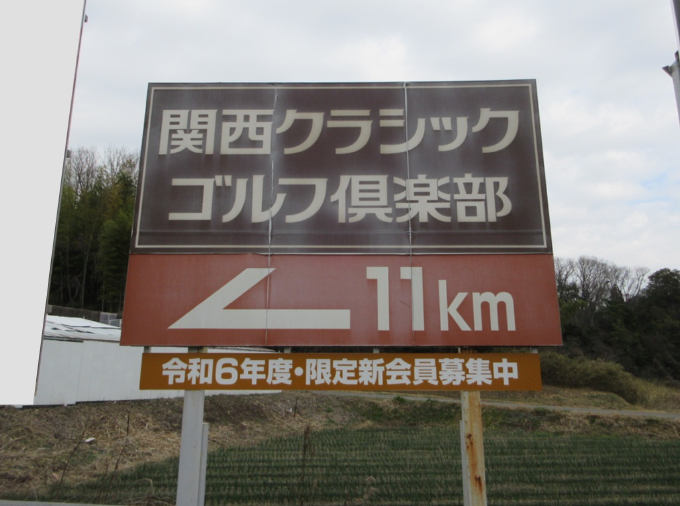 関西クラシック
ゴルフ倶楽部
11km
令和6年度・限定新会員募集中